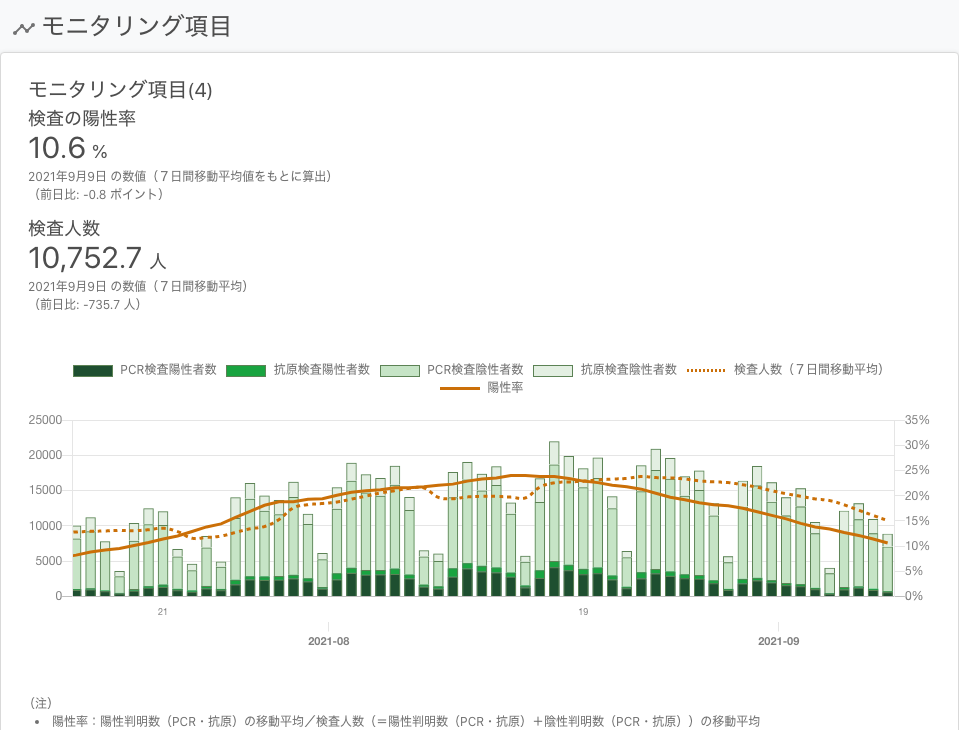 モニタリング項目
モニタリング項目(4)
検査の陽性率
10.6 %
2021年9月9日 の数値（７日間移動平均値をもとに算出）
（前日比: -0.8 ポイント）
検査人数
10,752.7 人
2021年9月9日 の数値（７日間移動平均）
（前日比: -735.7 人）
PCR検査陽性者数 抗原検査陽性者数 PCR検査陰性者数 抗原検査陰性者数 検査人数（７日間移動平均）
陽性率
25000 35%
30%
20000
25%
15000 20%
10000 15%
10%
5000
5%
0 0%
21 19
2021-08 2021-09
（注）
• 陽性率：陽性判明数（PCR・抗原）の移動平均／検査人数（＝陽性判明数（PCR・抗原）＋陰性判明数（PCR・抗原））の移動平均